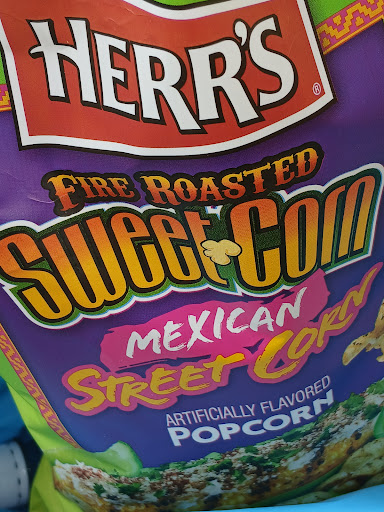 HERR'S®
FIRE ROASTED
SWEET CORN
MEXICAN
STREET CORN
ARTIFICIALLY FLAVORED
POPCORN